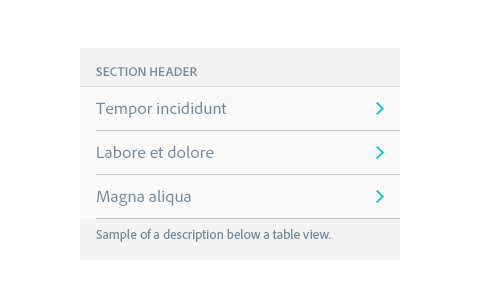 SECTION HEADER
Tempor incididunt
Labore et dolore
Magna aliqua
Sample of a description below a table view.